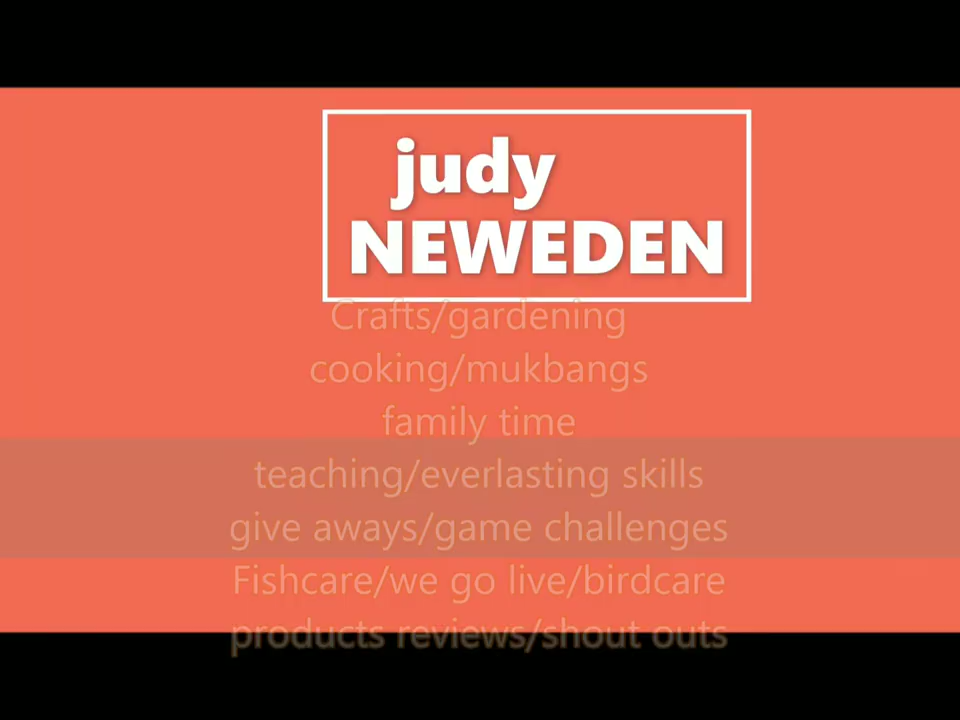 judy
NEWEDEN
Crafts/gardening
cooking/mukbangs
family time
teaching/everlasting skills
give aways/game challenges
Fishcare/we go live/birdcare
products reviews/shout outs